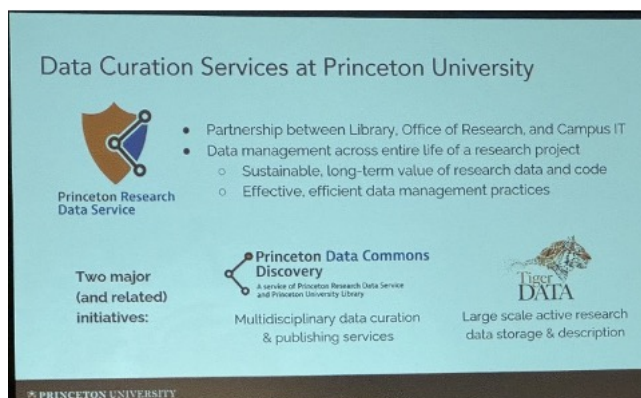 Data Curation Services at Princeton University
Princeton Research
Data Service
• Partnership between Library, Office of Research, and Campus IT
• Data management across entire life of a research project
○ Sustainable, long-term value of research data and code
○ Effective, efficient data management practices
Two major
(and related)
initiatives:
Princeton Data Commons
Discovery
A service of Princeton Research Data Service
and Princeton University Library
Multidisciplinary data curation
& publishing services
Tiger
DATA
Large scale active research
data storage & description
PRINCETON UNIVERSITY